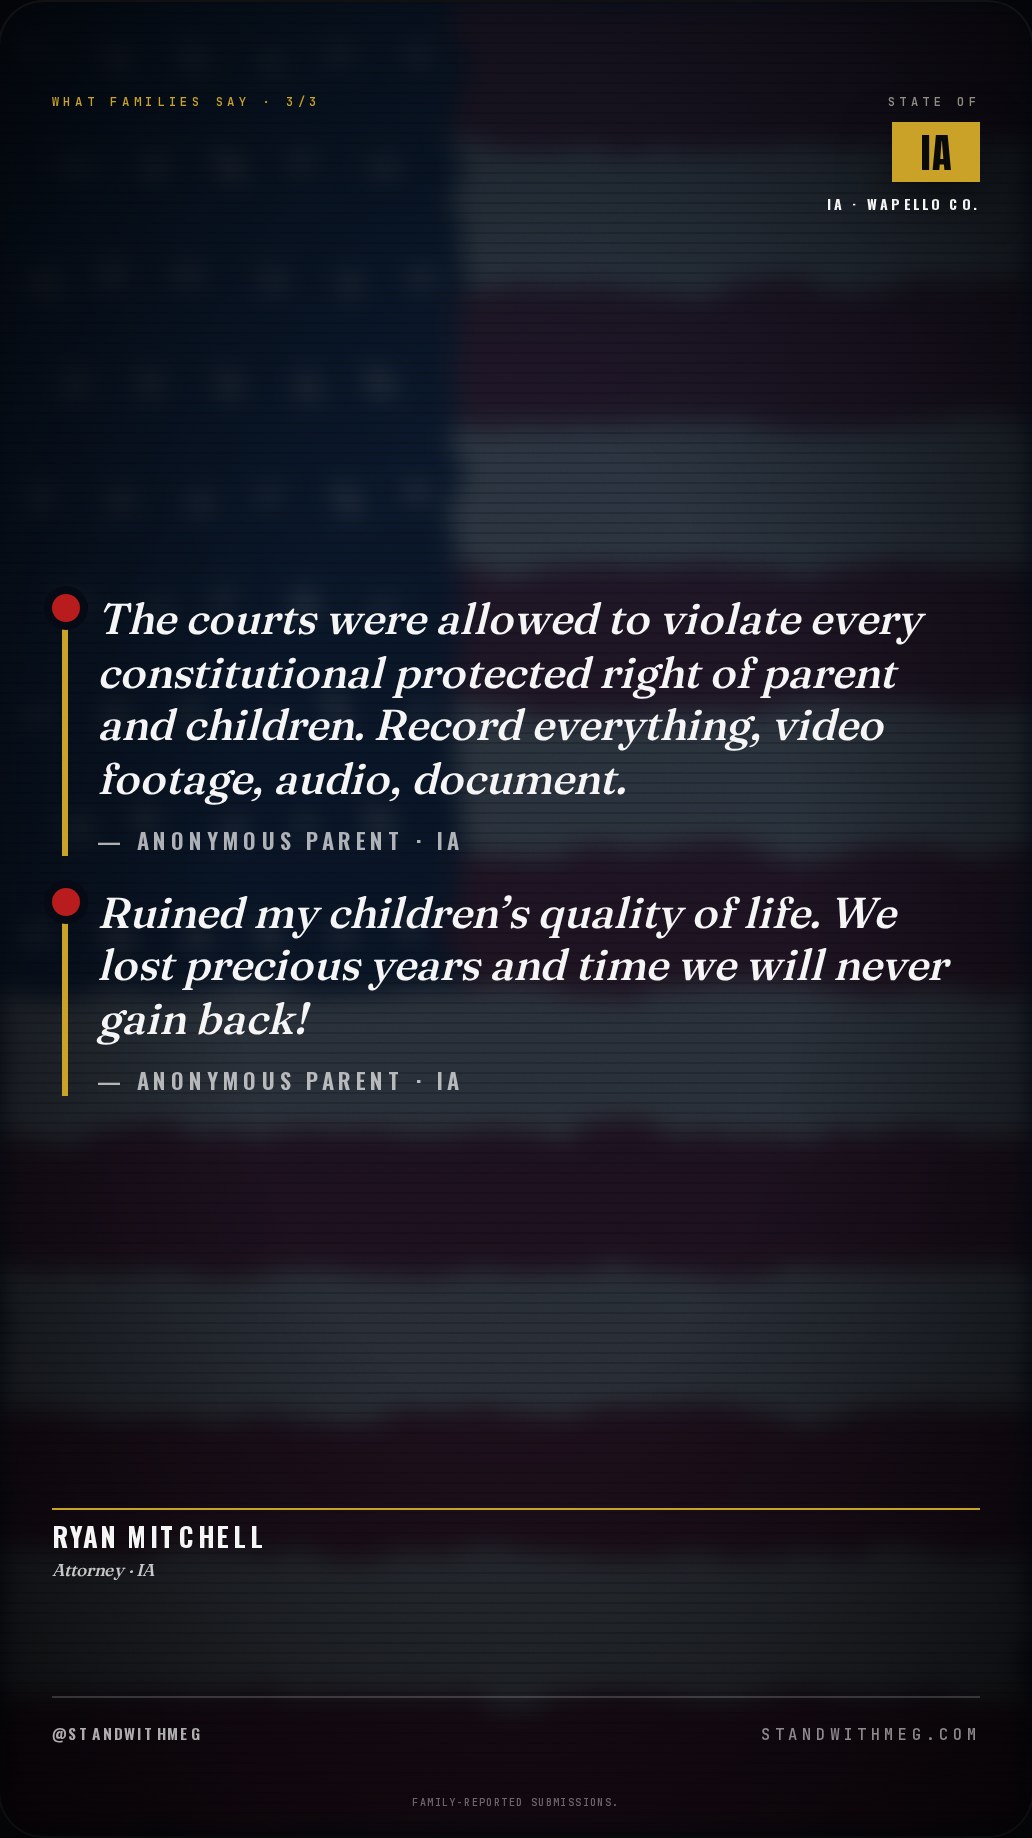 WHAT FAMILIES SAY · 3/3
STATE OF
IA
IA · WAPELLO CO.
The courts were allowed to violate every
constitutional protected right of parent
and children. Record everything, video
footage, audio, document.
— ANONYMOUS PARENT · IA
Ruined my children’s quality of life. We
lost precious years and time we will never
gain back!
— ANONYMOUS PARENT · IA
RYAN MITCHELL
Attorney · IA
@STANDWITHMEG
STANDWITHMEG.COM
FAMILY-REPORTED SUBMISSIONS.